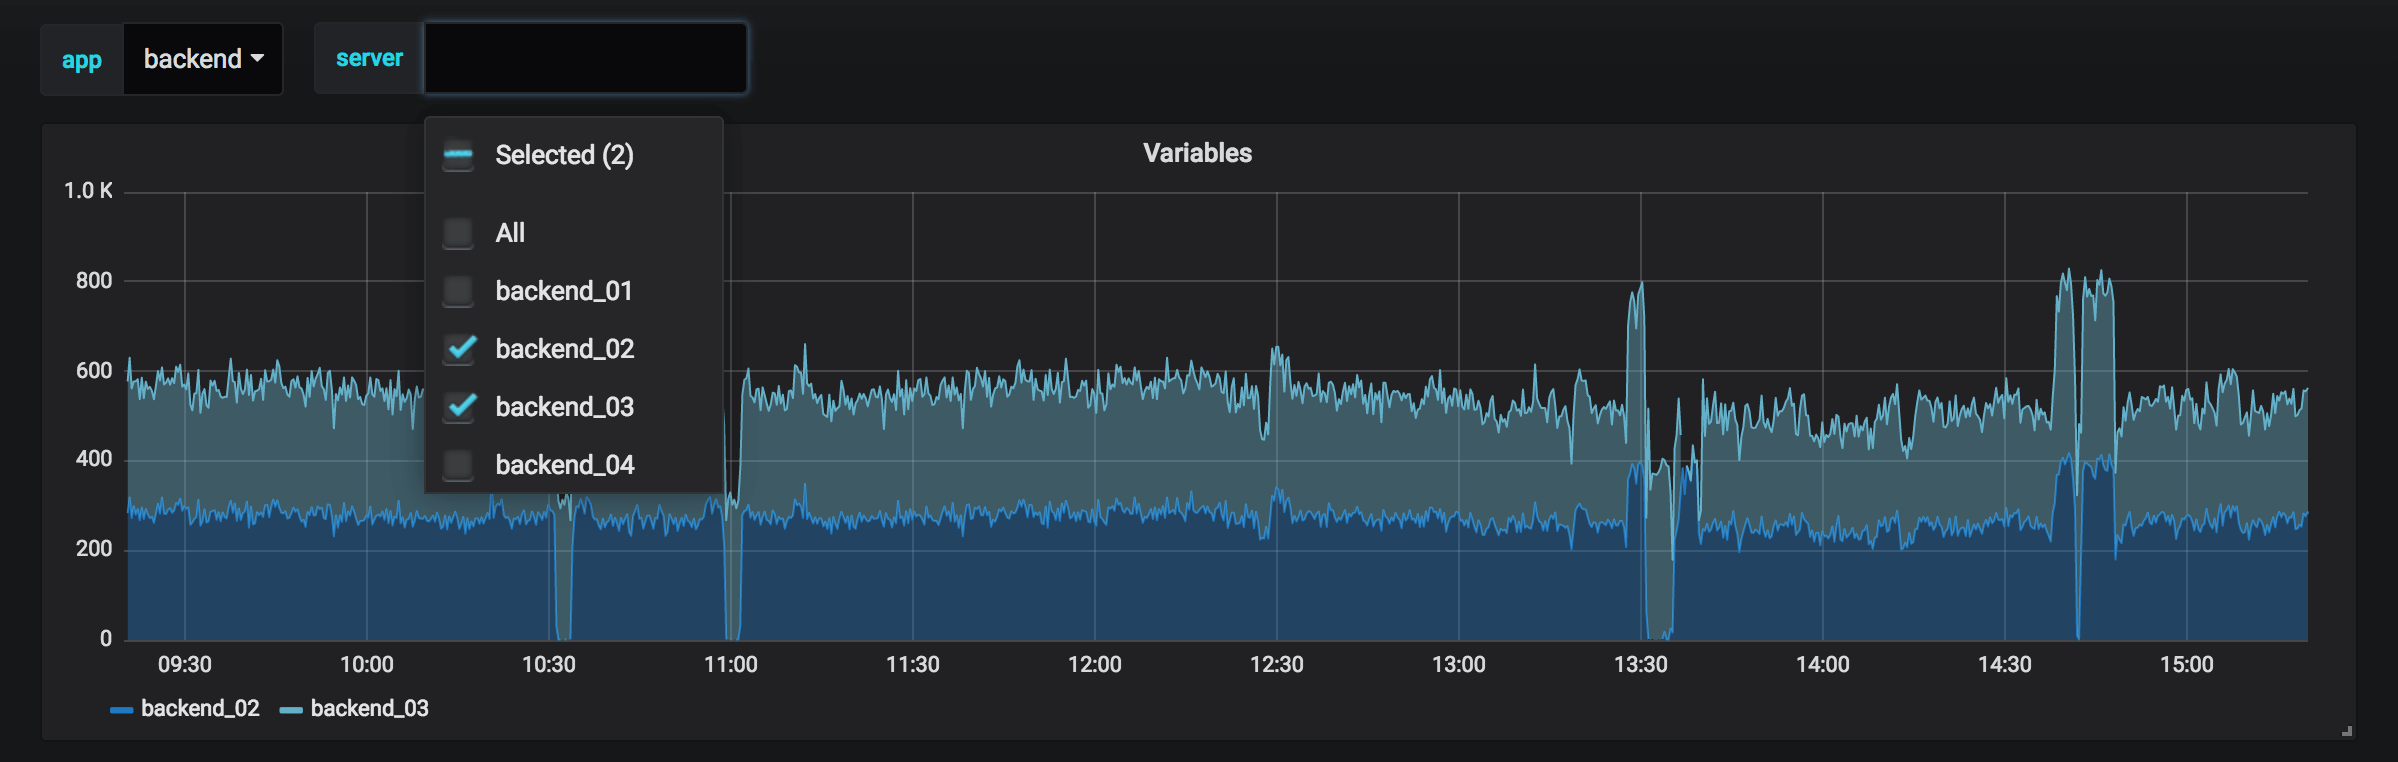 app backend server
Selected (2)
All
backend_01
backend_02
backend_03
backend_04
Variables
1.0 K
800
600
400
200
0
09:30 10:00 10:30 11:00 11:30 12:00 12:30 13:00 13:30 14:00 14:30 15:00
backend_02 backend_03